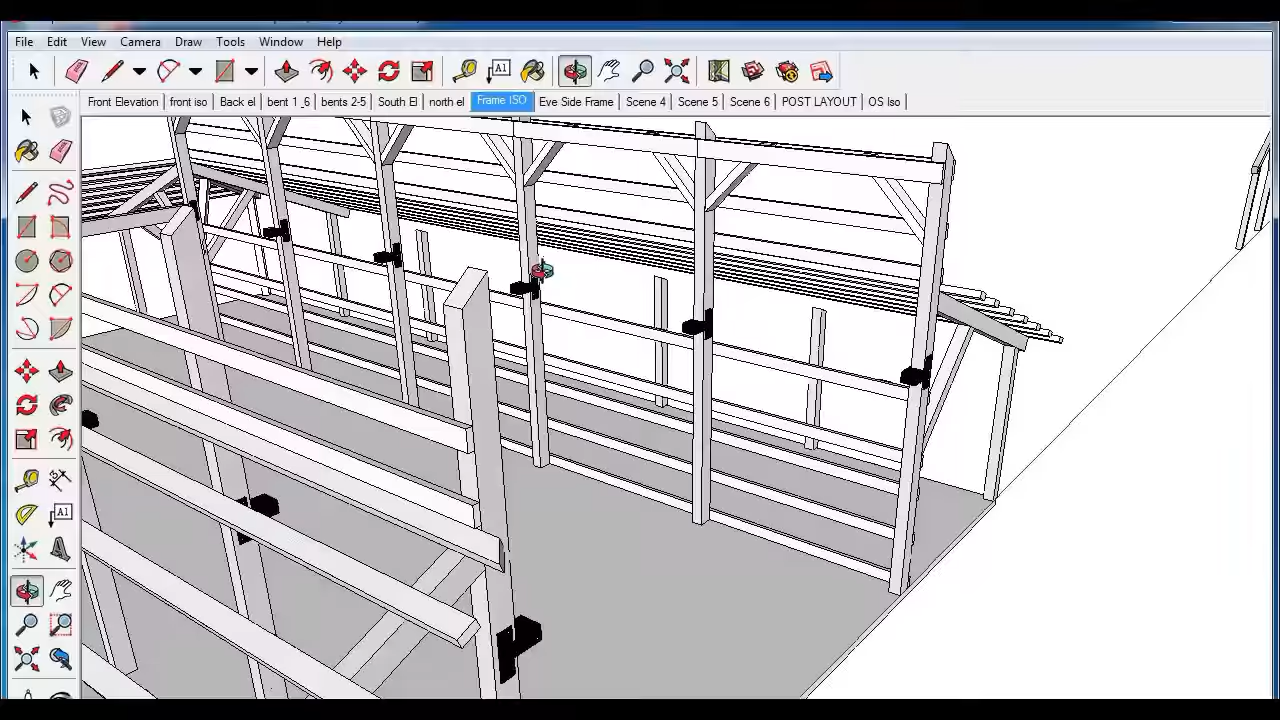 File Edit View Camera Draw Tools Window Help
A1
Front Elevation front iso Back el bent 1_6 bents 2-5 South El north el Frame ISO Eve Side Frame Scene 4 Scene 5 Scene 6 POST LAYOUT OS Iso
A1